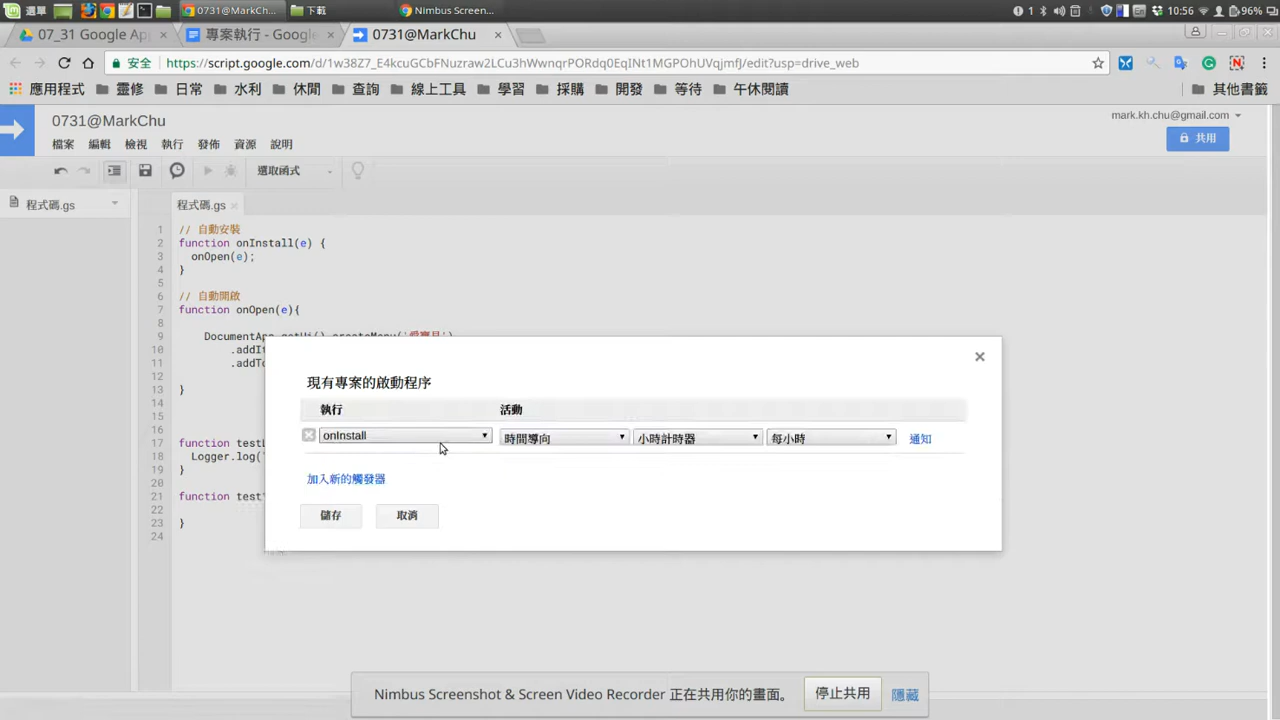 選單
0731@MarkCh...
下載
Nimbus Screen...
10:56
96%
07_31 Google Ap
專案執行 - Google
0731@MarkChu
安全
https://script.google.com/d/1w38Z7_E4kcuGCbFNuzraw2LCu3hWwnqrPORdq0EqINt1MGPOhUVqjmfJ/edit?usp=drive_web
應用程式
靈修
日常
水利
休閒
查詢
線上工具
學習
採購
開發
等待
午休閱讀
其他書籤
0731@MarkChu
mark.kh.chu@gmail.com
檔案 編輯 檢視 執行 發佈 資源 說明
共用
選取函式
程式碼.gs
程式碼.gs
1 // 自動安裝
2 function onInstall(e) {
3 onOpen(e);
4 }
5
6 // 自動開啟
7 function onOpen(e){
8
9 DocumentApp.getUi().createMenu('
10 .addIt
11 .addTo
12
13 }
14
15
16
17 function testL
18 Logger.log('
19 }
20
21 function test
22
23 }
24
現有專案的啟動程序
執行 活動
onInstall 時間導向 小時計時器 每小時 通知
加入新的觸發器
儲存 取消
Nimbus Screenshot & Screen Video Recorder 正在共用你的畫面。
停止共用
隱藏